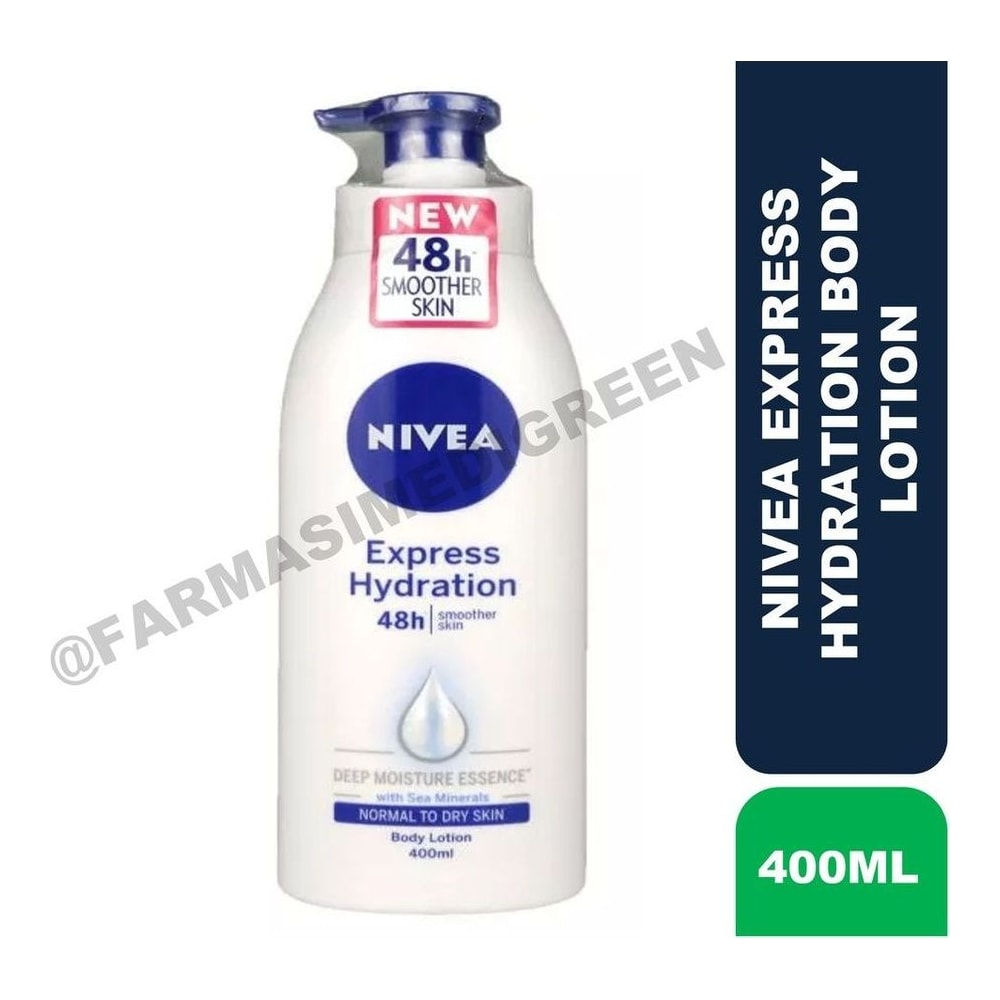 NEW
48h
SMOOTHER
SKIN
NIVEA
Express
Hydration
48h smoother
skin
DEEP MOISTURE ESSENCE
with Sea Minerals
NORMAL TO DRY SKIN
Body Lotion
400ml
@FARMASIMEDIGREEN
NIVEA EXPRESS
HYDRATION BODY
LOTION
400ML